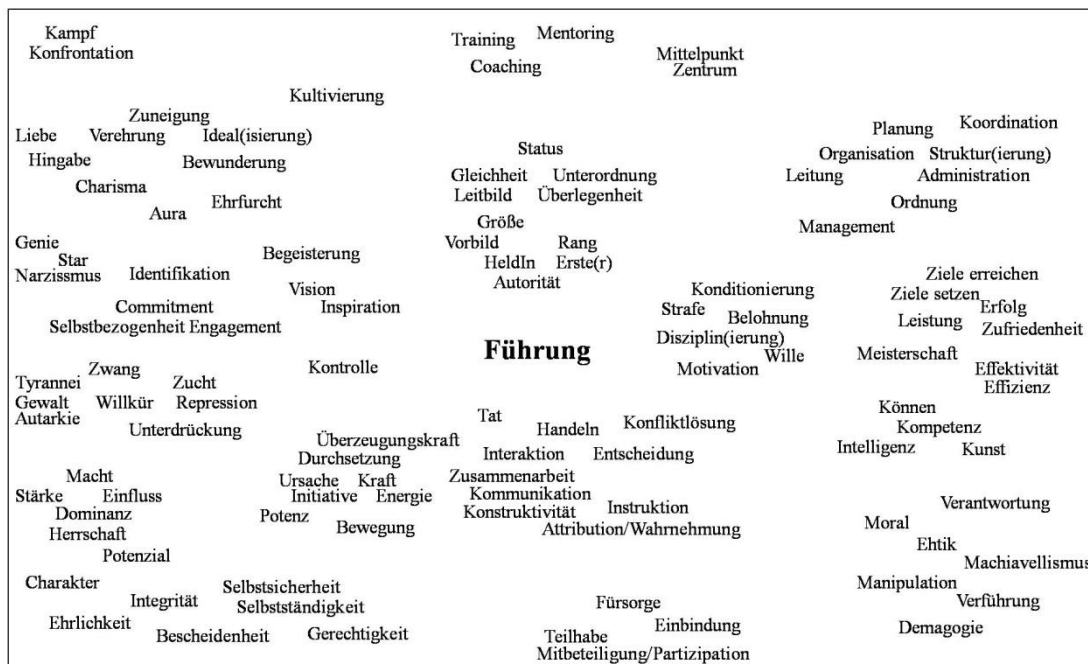 Kampf
Konfrontation
Training Mentoring
Coaching
Mittelpunkt
Zentrum
Kultivierung
Zuneigung
Liebe Verehrung Ideal(isierung)
Hingabe Bewunderung
Charisma
Aura Ehrfurcht
Status
Gleichheit Unterordnung
Leitbild Überlegenheit
Größe
Vorbild Rang
HeldIn Erste(r)
Autorität
Planung Koordination
Organisation Struktur(ierung)
Leitung Administration
Ordnung
Management
Genie
Star
Narzissmus Identifikation
Begeisterung
Vision
Commitment Inspiration
Selbstbezogenheit Engagement
Konditionierung
Strafe Belohnung
Disziplin(ierung)
Motivation Wille
Ziele erreichen
Ziele setzen
Erfolg
Leistung Zufriedenheit
Meisterschaft
Effektivität
Effizienz
Führung
Zwang Kontrolle
Tyrannei Zucht
Gewalt Willkür Repression
Autarkie
Unterdrückung
Können
Kompetenz
Intelligenz Kunst
Tat
Handeln Konfliktlösung
Interaktion Entscheidung
Zusammenarbeit
Kommunikation
Konstruktivität Instruktion
Attribution/Wahrnehmung
Überzeugungskraft
Durchsetzung
Ursache Kraft
Initiative Energie
Potenz
Bewegung
Macht
Stärke Einfluss
Dominanz
Herrschaft
Potenzial
Verantwortung
Moral
Ehtik
Machiavellismus
Manipulation
Verführung
Demagogie
Charakter
Selbstsicherheit
Integrität Selbstständigkeit
Ehrlichkeit
Bescheidenheit Gerechtigkeit
Fürsorge
Einbindung
Teilhabe
Mitbeteiligung/Partizipation